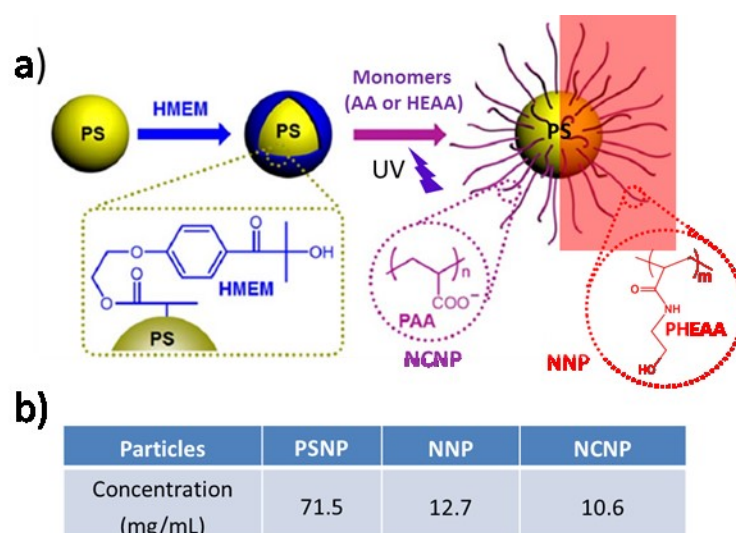 a)
PS
HMEM
PS
Monomers
(AA or HEAA)
UV
PS
O
O
OH
HMEM
O
O
PS
n
COO⁻
PAA
NCNP
m
O
NH
PHEAA
HO
NNP
b)
Particles PSNP NNP NCNP
Concentration
(mg/mL) 71.5 12.7 10.6